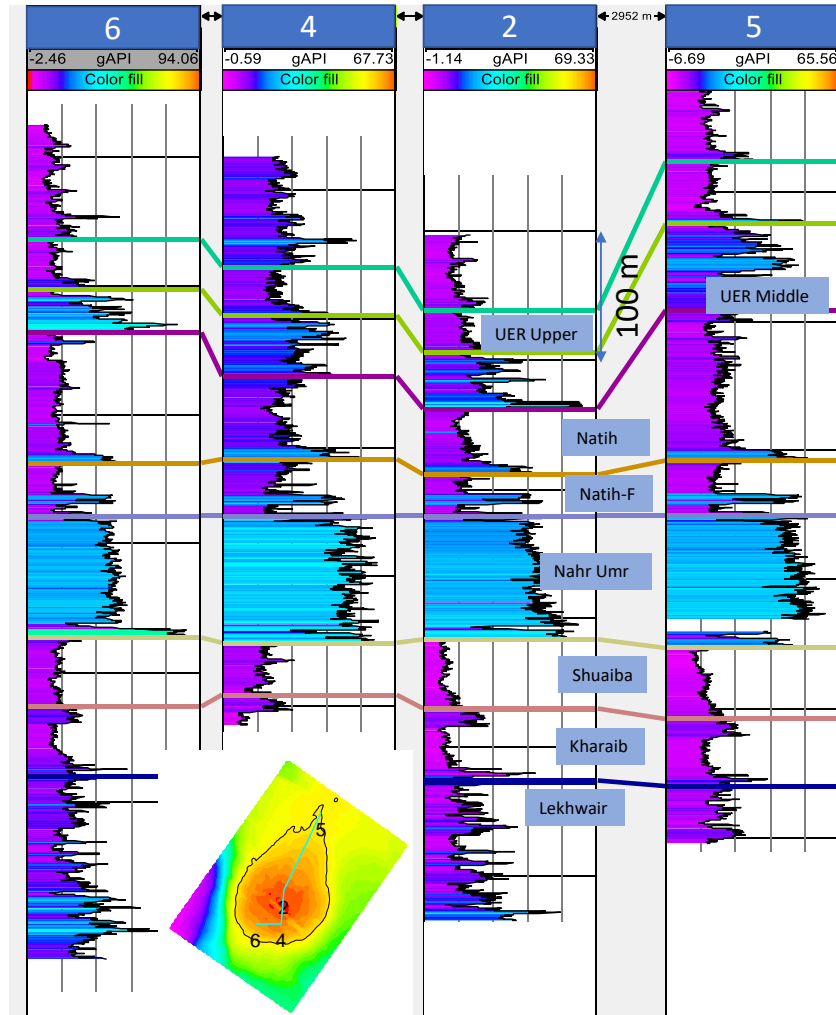 6 4 2 2952 m 5
-2.46 gAPI 94.06 -0.59 gAPI 67.73 -1.14 gAPI 69.33 -6.69 gAPI 65.56
Color fill Color fill Color fill Color fill
100 m
UER Middle
UER Upper
Natih
Natih-F
Nahr Umr
Shuaiba
Kharaib
Lekhwair
5
2
6 4